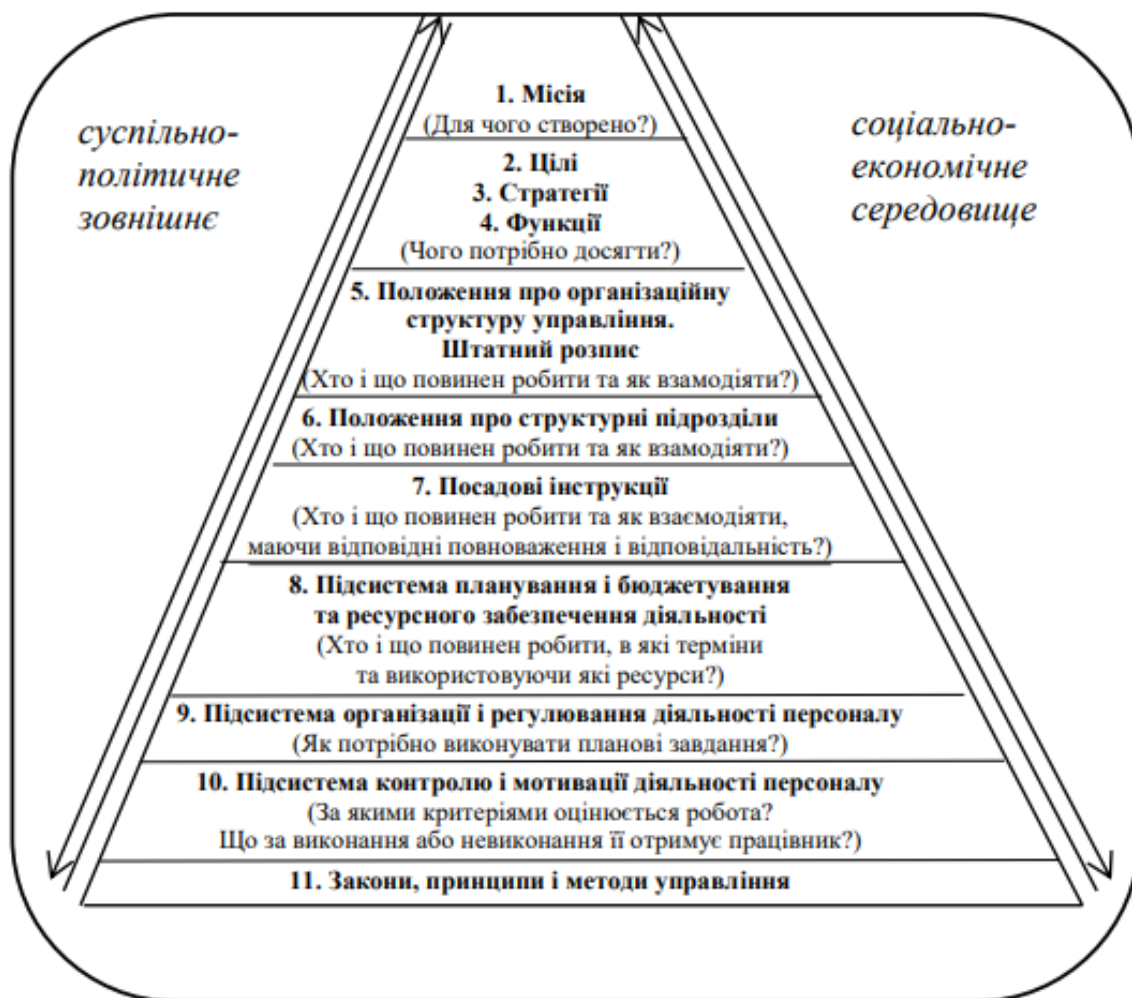 суспільно-
політичне
зовнішнє
соціально-
економічне
середовище
1. Місія
(Для чого створено?)
2. Цілі
3. Стратегії
4. Функції
(Чого потрібно досягти?)
5. Положення про організаційну
структуру управління.
Штатний розпис
(Хто і що повинен робити та як взамодіяти?)
6. Положення про структурні підрозділи
(Хто і що повинен робити та як взамодіяти?)
7. Посадові інструкції
(Хто і що повинен робити та як взаємодіяти,
маючи відповідні повноваження і відповідальність?)
8. Підсистема планування і бюджетування
та ресурсного забезпечення діяльності
(Хто і що повинен робити, в які терміни
та використовуючи які ресурси?)
9. Підсистема організації і регулювання діяльності персоналу
(Як потрібно виконувати планові завдання?)
10. Підсистема контролю і мотивації діяльності персоналу
(За якими критеріями оцінюється робота?
Що за виконання або невиконання її отримує працівник?)
11. Закони, принципи і методи управління